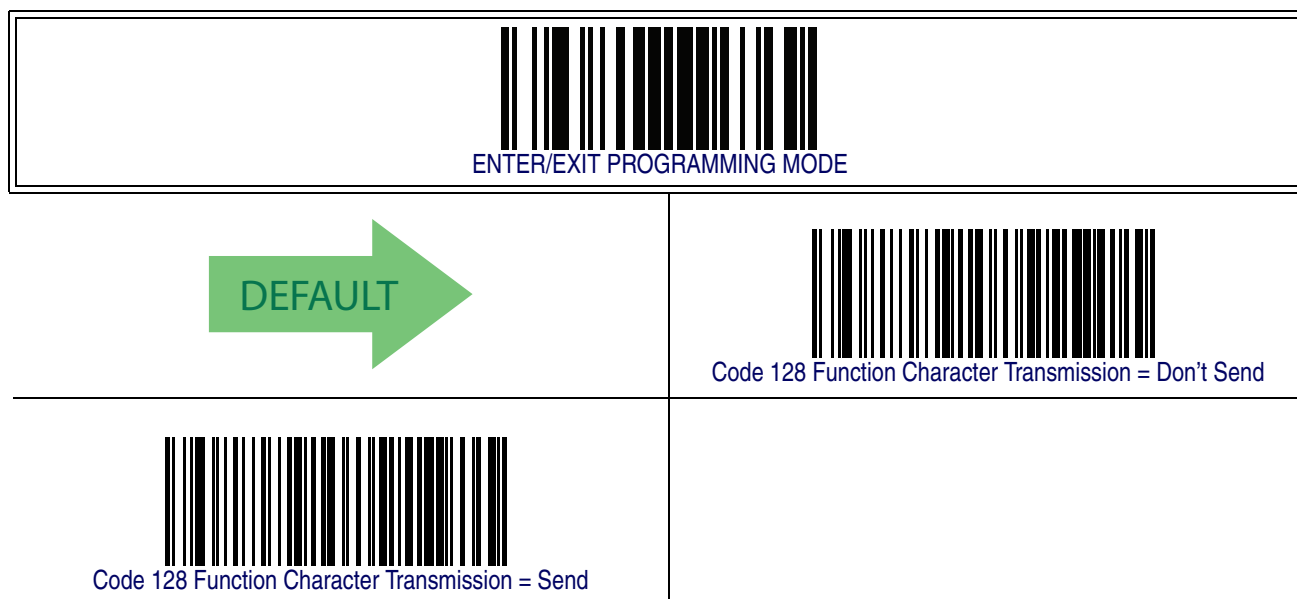 ENTER/EXIT PROGRAMMING MODE
DEFAULT
Code 128 Function Character Transmission = Don’t Send
Code 128 Function Character Transmission = Send